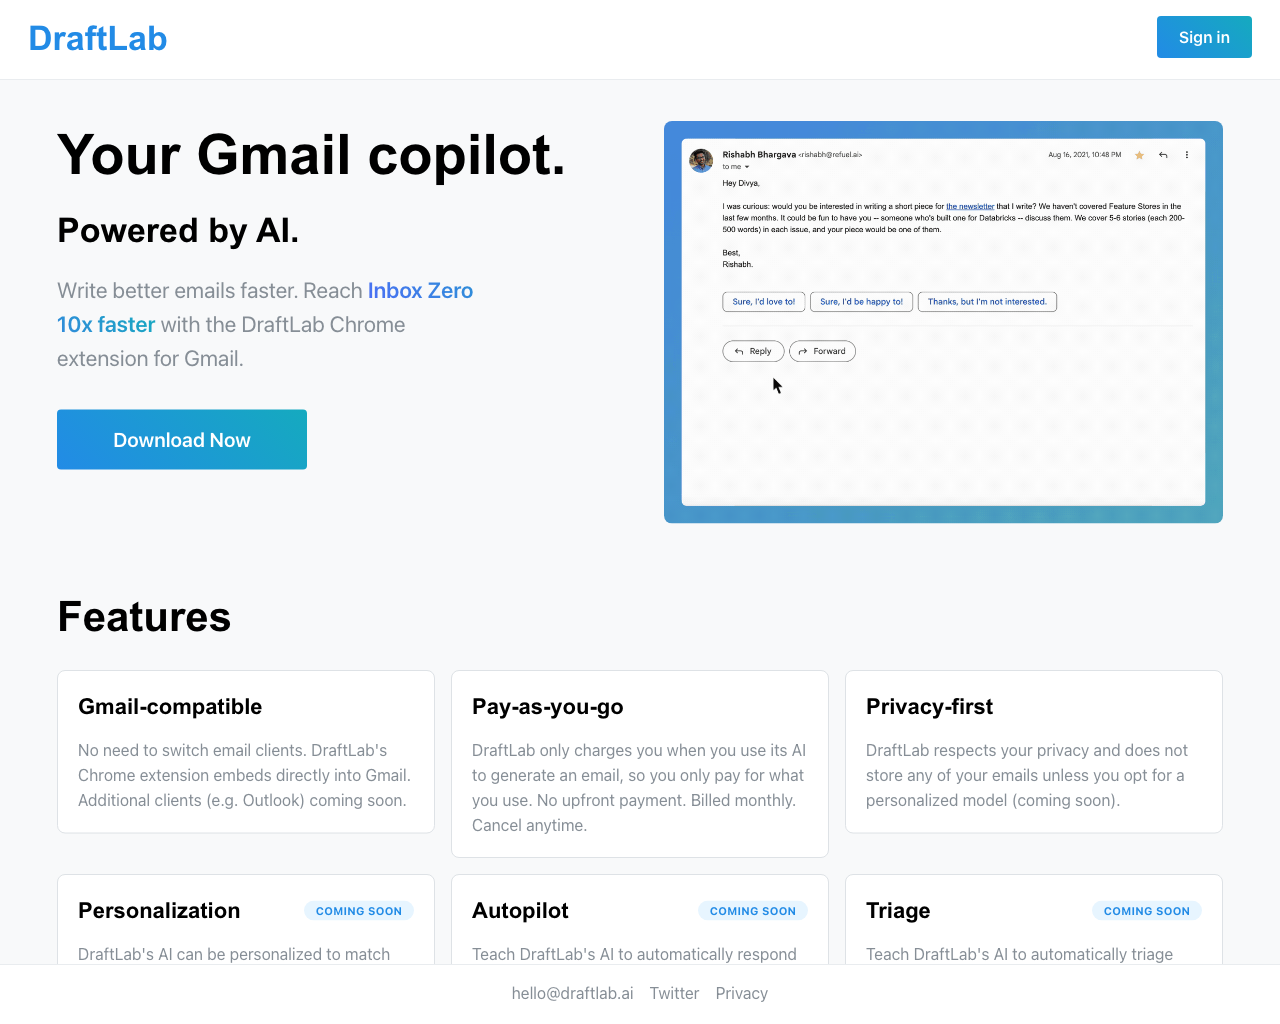 DraftLab
Sign in
Your Gmail copilot.
Powered by AI.
Write better emails faster. Reach Inbox Zero
10x faster with the DraftLab Chrome
extension for Gmail.
Download Now
Rishabh Bhargava <rishabh@refuel.ai>
Aug 16, 2021, 10:48 PM
to me
Hey Divya,
I was curious: would you be interested in writing a short piece for the newsletter that I write? We haven't covered Feature Stores in the
last few months. It could be fun to have you -- someone who's built one for Databricks -- discuss them. We cover 5-6 stories (each 200-
500 words) in each issue, and your piece would be one of them.
Best,
Rishabh.
Sure, I'd love to!
Sure, I'd be happy to!
Thanks, but I'm not interested.
Reply
Forward
Features
Gmail-compatible
No need to switch email clients. DraftLab's
Chrome extension embeds directly into Gmail.
Additional clients (e.g. Outlook) coming soon.
Pay-as-you-go
DraftLab only charges you when you use its AI
to generate an email, so you only pay for what
you use. No upfront payment. Billed monthly.
Cancel anytime.
Privacy-first
DraftLab respects your privacy and does not
store any of your emails unless you opt for a
personalized model (coming soon).
Personalization
COMING SOON
DraftLab's AI can be personalized to match
Autopilot
COMING SOON
Teach DraftLab's AI to automatically respond
Triage
COMING SOON
Teach DraftLab's AI to automatically triage
hello@draftlab.ai
Twitter
Privacy